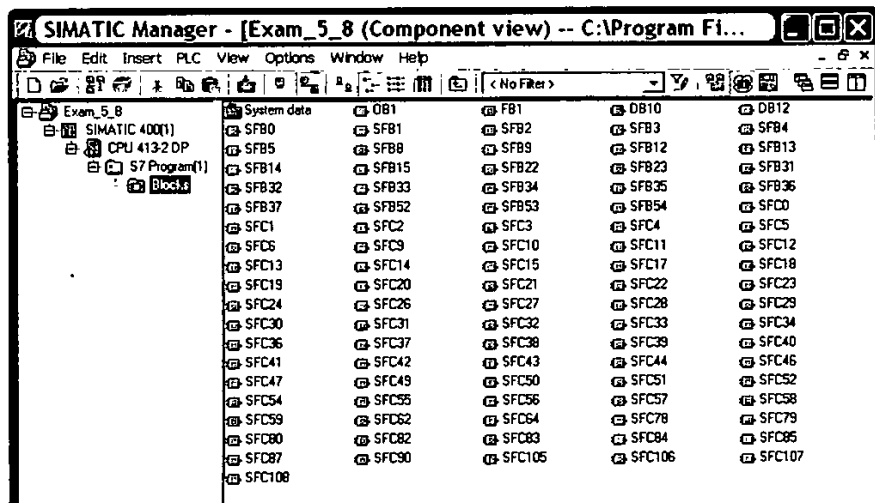 SIMATIC Manager - [Exam_5_8 (Component view) -- C:\Program Fi...
File Edit Insert PLC View Options Window Help
< No Filter >
Exam_5_8
SIMATIC 400(1)
CPU 413-2 DP
S7 Program(1)
Blocks
System data OB1 FB1 DB10 DB12
SFB0 SFB1 SFB2 SFB3 SFB4
SFB5 SFB8 SFB9 SFB12 SFB13
SFB14 SFB15 SFB22 SFB23 SFB31
SFB32 SFB33 SFB34 SFB35 SFB36
SFB37 SFB52 SFB53 SFB54 SFC0
SFC1 SFC2 SFC3 SFC4 SFC5
SFC6 SFC9 SFC10 SFC11 SFC12
SFC13 SFC14 SFC15 SFC17 SFC18
SFC19 SFC20 SFC21 SFC22 SFC23
SFC24 SFC26 SFC27 SFC28 SFC29
SFC30 SFC31 SFC32 SFC33 SFC34
SFC36 SFC37 SFC38 SFC39 SFC40
SFC41 SFC42 SFC43 SFC44 SFC46
SFC47 SFC49 SFC50 SFC51 SFC52
SFC54 SFC55 SFC56 SFC57 SFC58
SFC59 SFC62 SFC64 SFC78 SFC79
SFC80 SFC82 SFC83 SFC84 SFC85
SFC87 SFC90 SFC105 SFC106 SFC107
SFC108